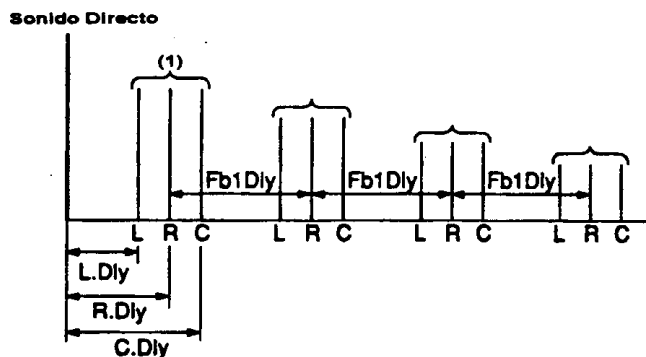 Sonido Directo
(1)
Fb1Dly Fb1Dly Fb1Dly
L R C L R C L R C L R C
L.Dly
R.Dly
C.Dly